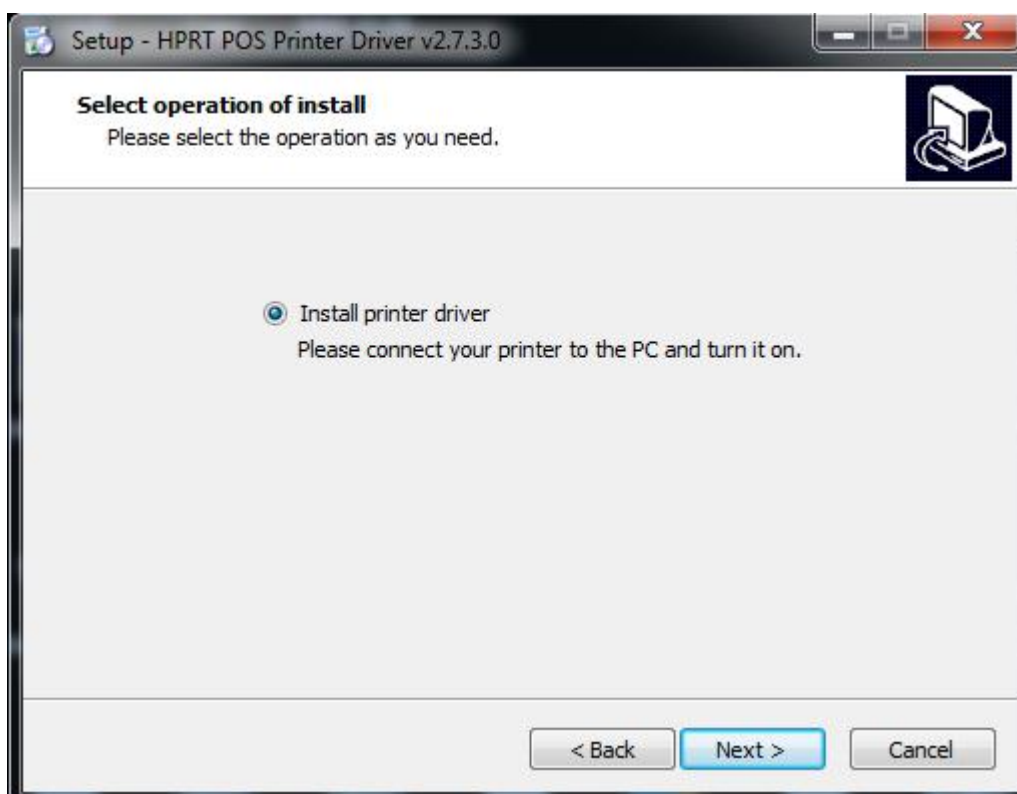 Setup - HPRT POS Printer Driver v2.7.3.0
Select operation of install
Please select the operation as you need.
Install printer driver
Please connect your printer to the PC and turn it on.
< Back
Next >
Cancel